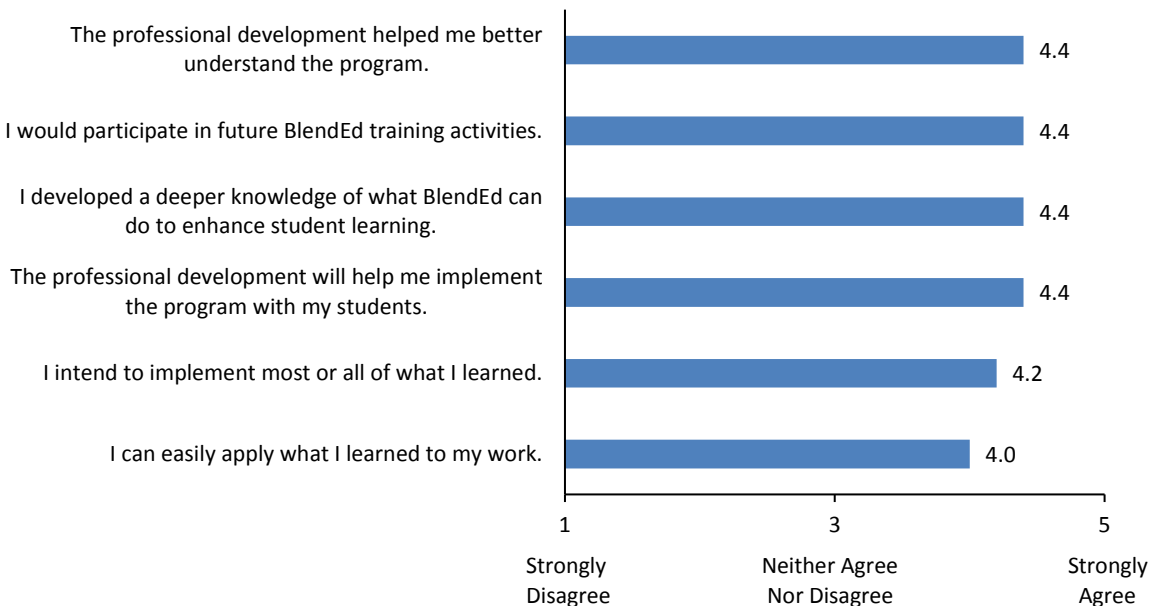 The professional development helped me better
understand the program.
4.4
I would participate in future BlendEd training activities.
4.4
I developed a deeper knowledge of what BlendEd can
do to enhance student learning.
4.4
The professional development will help me implement
the program with my students.
4.4
I intend to implement most or all of what I learned.
4.2
I can easily apply what I learned to my work.
4.0
1 3 5
Strongly Neither Agree Strongly
Disagree Nor Disagree Agree